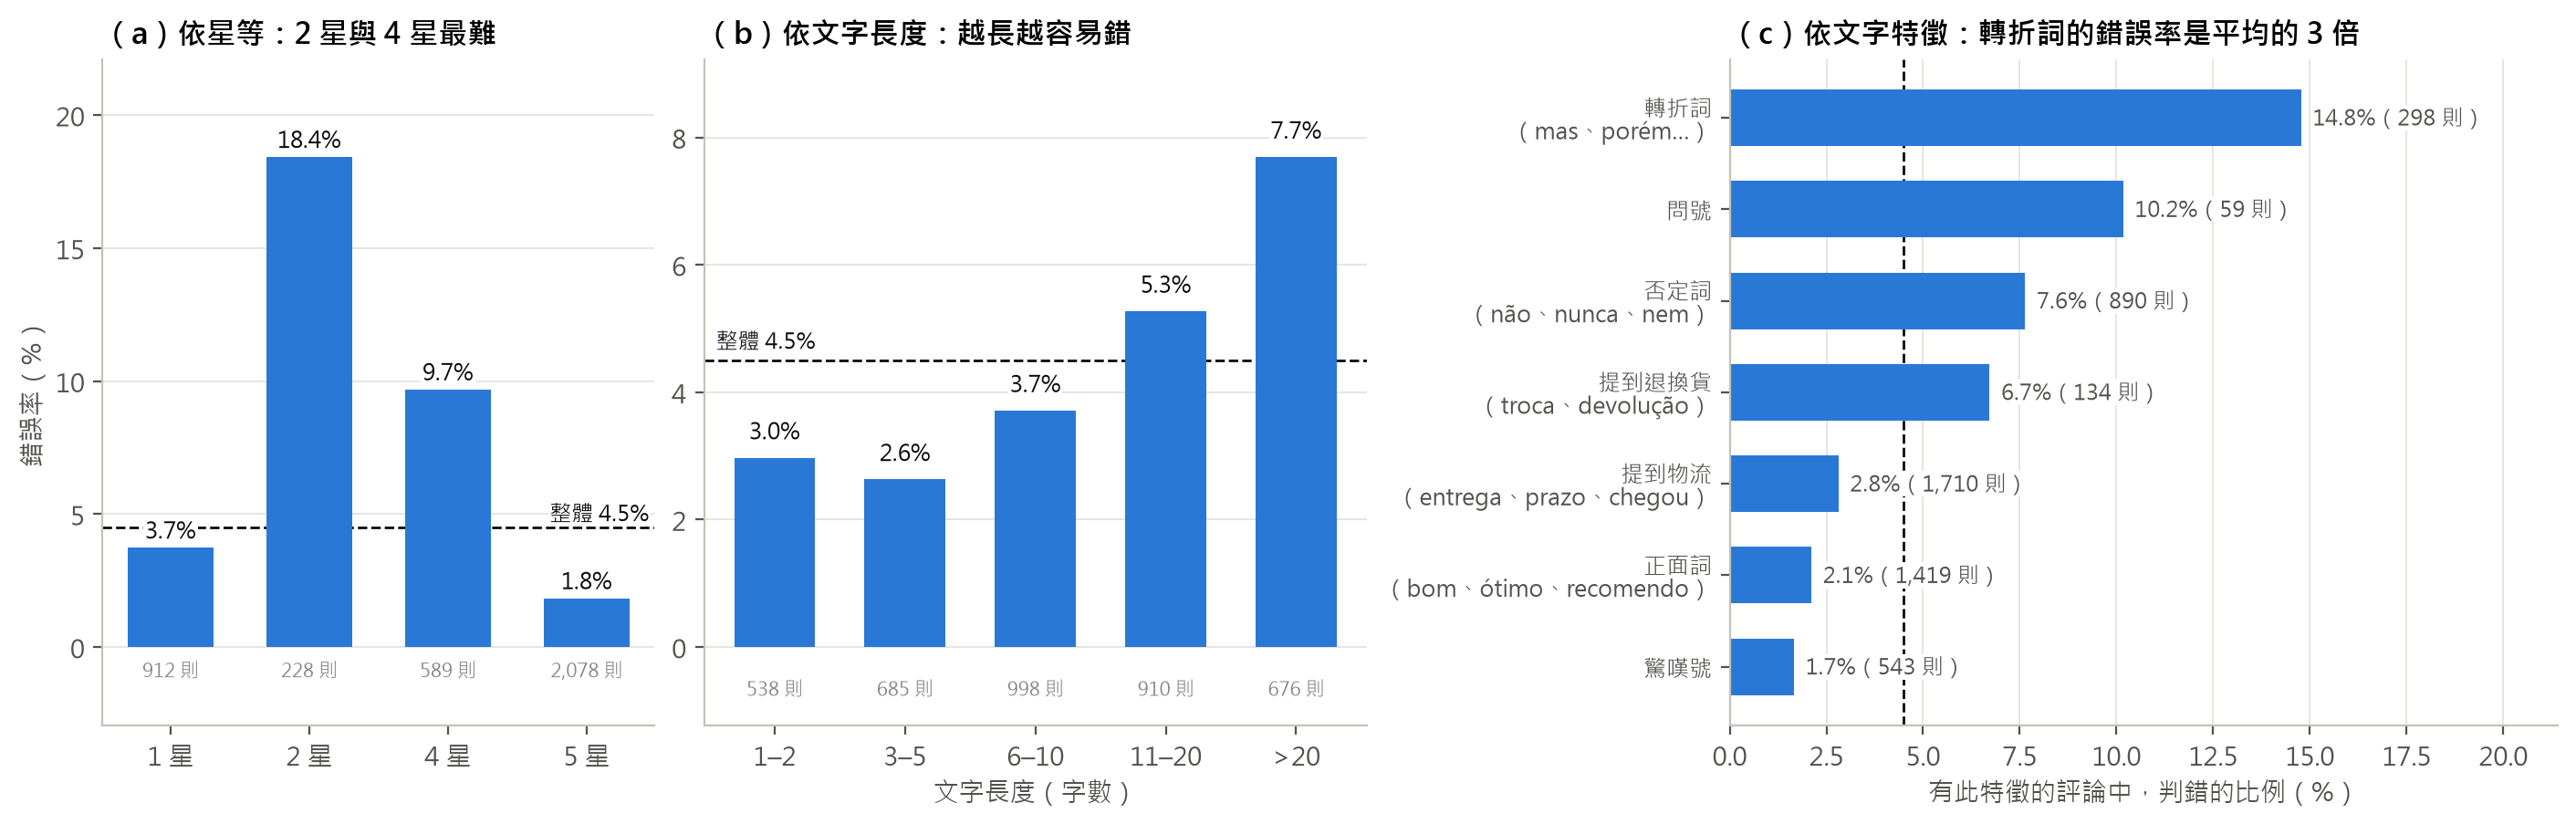 （a）依星等：2 星與 4 星最難
錯誤率（%）
20
15
10
5
0
3.7%
18.4%
9.7%
1.8%
整體 4.5%
912 則
228 則
589 則
2,078 則
1 星
2 星
4 星
5 星
（b）依文字長度：越長越容易錯
8
6
4
2
0
整體 4.5%
3.0%
2.6%
3.7%
5.3%
7.7%
538 則
685 則
998 則
910 則
676 則
1–2
3–5
6–10
11–20
>20
文字長度（字數）
（c）依文字特徵：轉折詞的錯誤率是平均的 3 倍
轉折詞
（mas、porém…）
14.8%（298 則）
問號
10.2%（59 則）
否定詞
（não、nunca、nem）
7.6%（890 則）
提到退換貨
（troca、devolução）
6.7%（134 則）
提到物流
（entrega、prazo、chegou）
2.8%（1,710 則）
正面詞
（bom、ótimo、recomendo）
2.1%（1,419 則）
驚嘆號
1.7%（543 則）
0.0
2.5
5.0
7.5
10.0
12.5
15.0
17.5
20.0
有此特徵的評論中，判錯的比例（%）